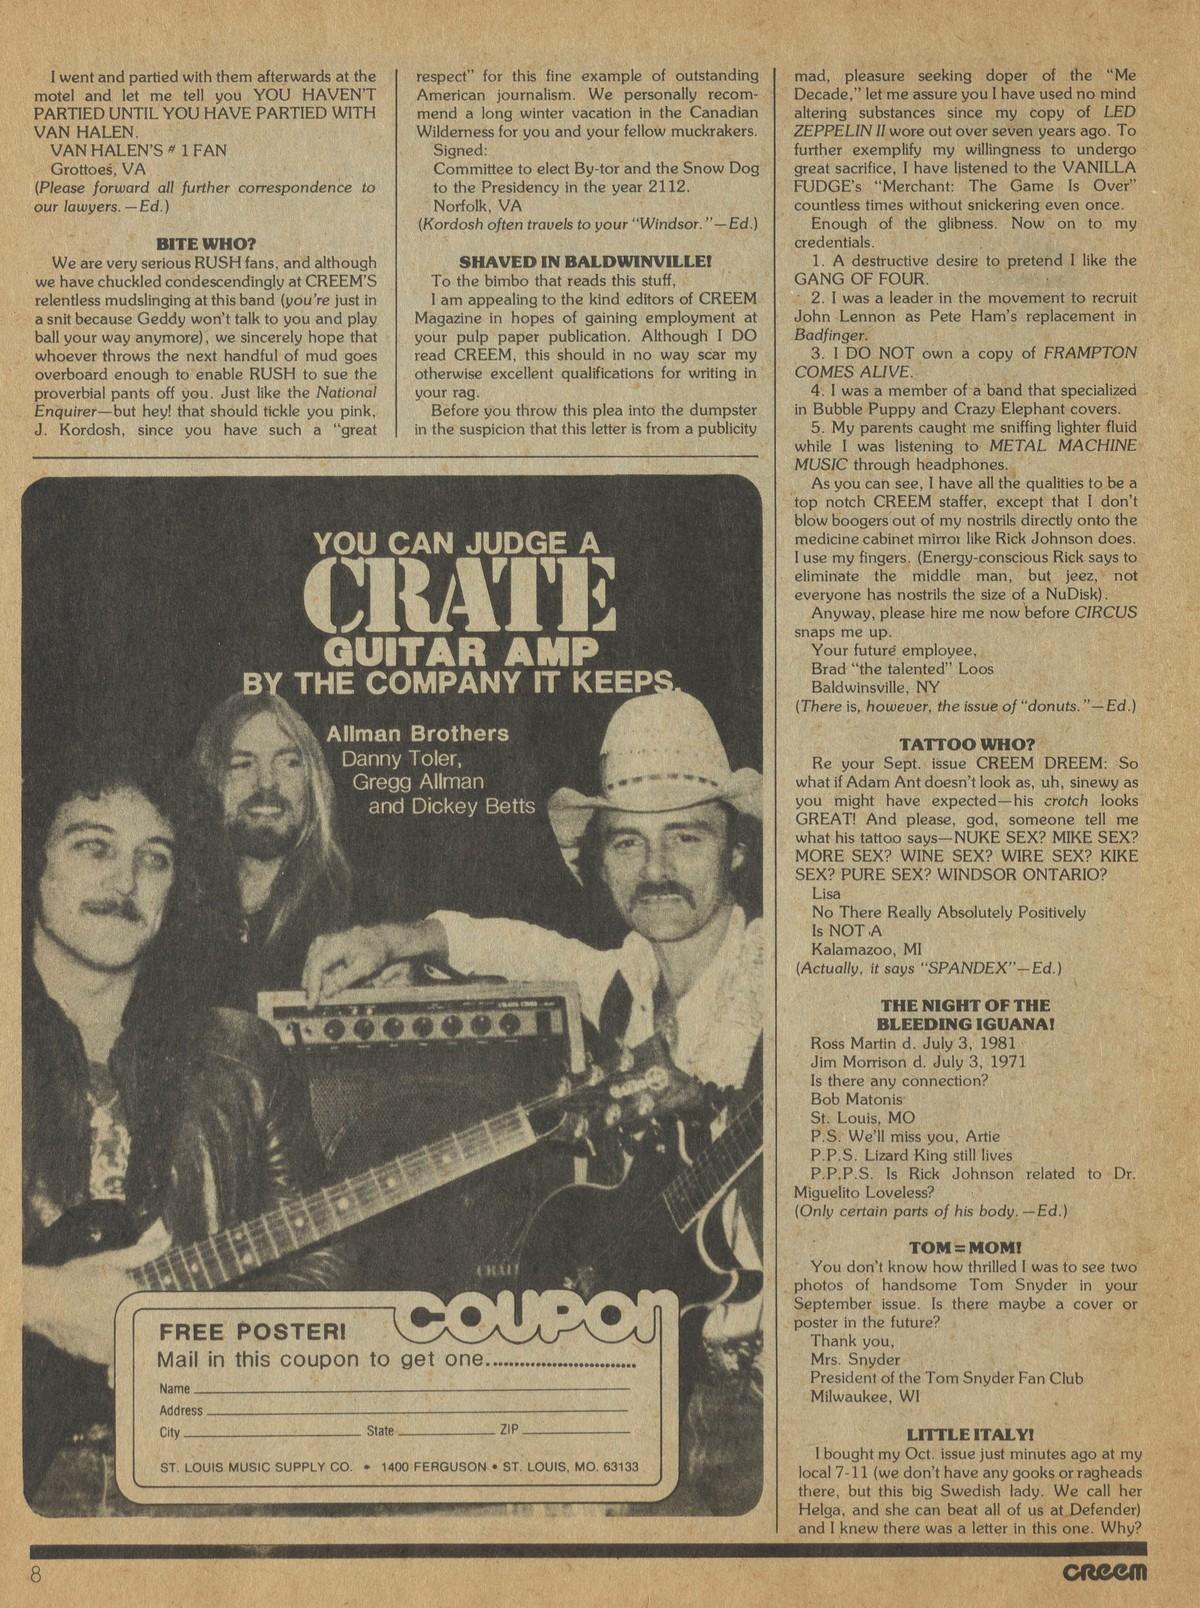 I went and partied with them afterwards at the
motel and let me tell you YOU HAVEN'T
PARTIED UNTIL YOU HAVE PARTIED WITH
VAN HALEN.
VAN HALEN'S # 1 FAN
Grottoes, VA
(Please forward all further correspondence to
our lawyers. —Ed.)
BITE WHO?
We are very serious RUSH fans, and although
we have chuckled condescendingly at CREEM'S
relentless mudslinging at this band (you're just in
a snit because Geddy won't talk to you and play
ball your way anymore), we sincerely hope that
whoever throws the next handful of mud goes
overboard enough to enable RUSH to sue the
proverbial pants off you. Just like the National
Enquirer—but hey! that should tickle you pink,
J. Kordosh, since you have such a "great
respect" for this fine example of outstanding
American journalism. We personally recom-
mend a long winter vacation in the Canadian
Wilderness for you and your fellow muckrakers.
Signed:
Committee to elect By-tor and the Snow Dog
to the Presidency in the year 2112.
Norfolk, VA
(Kordosh often travels to your "Windsor."—Ed.)
SHAVED IN BALDWINVILLE!
To the bimbo that reads this stuff,
I am appealing to the kind editors of CREEM
Magazine in hopes of gaining employment at
your pulp paper publication. Although I DO
read CREEM, this should in no way scar my
otherwise excellent qualifications for writing in
your rag.
Before you throw this plea into the dumpster
in the suspicion that this letter is from a publicity
mad, pleasure seeking doper of the "Me
Decade," let me assure you I have used no mind
altering substances since my copy of LED
ZEPPELIN II wore out over seven years ago. To
further exemplify my willingness to undergo
great sacrifice, I have listened to the VANILLA
FUDGE's "Merchant: The Game Is Over"
countless times without snickering even once.
Enough of the glibness. Now on to my
credentials.
1. A destructive desire to pretend I like the
GANG OF FOUR.
2. I was a leader in the movement to recruit
John Lennon as Pete Ham's replacement in
Badfinger.
3. I DO NOT own a copy of FRAMPTON
COMES ALIVE.
4. I was a member of a band that specialized
in Bubble Puppy and Crazy Elephant covers.
5. My parents caught me sniffing lighter fluid
while I was listening to METAL MACHINE
MUSIC through headphones.
As you can see, I have all the qualities to be a
top notch CREEM staffer, except that I don't
blow boogers out of my nostrils directly onto the
medicine cabinet mirror like Rick Johnson does.
I use my fingers. (Energy-conscious Rick says to
eliminate the middle man, but jeez, not
everyone has nostrils the size of a NuDisk).
Anyway, please hire me now before CIRCUS
snaps me up.
Your future employee,
Brad "the talented" Loos
Baldwinsville, NY
(There is, however, the issue of "donuts."—Ed.)
TATTOO WHO?
Re your Sept. issue CREEM DREEM: So
what if Adam Ant doesn't look as, uh, sinewy as
you might have expected—his crotch looks
GREAT! And please, god, someone tell me
what his tattoo says—NUKE SEX? MIKE SEX?
MORE SEX? WINE SEX? WIRE SEX? KIKE
SEX? PURE SEX? WINDSOR ONTARIO?
Lisa
No There Really Absolutely Positively
Is NOT A
Kalamazoo, MI
(Actually, it says "SPANDEX"—Ed.)
THE NIGHT OF THE
BLEEDING IGUANA!
Ross Martin d. July 3, 1981
Jim Morrison d. July 3, 1971
Is there any connection?
Bob Matonis
St. Louis, MO
P.S. We'll miss you, Artie
P.P.S. Lizard King still lives
P.P.P.S. Is Rick Johnson related to Dr.
Miguelito Loveless?
(Only certain parts of his body. —Ed.)
TOM=MOM!
You don't know how thrilled I was to see two
photos of handsome Tom Snyder in your
September issue. Is there maybe a cover or
poster in the future?
Thank you,
Mrs. Snyder
President of the Tom Snyder Fan Club
Milwaukee, WI
LITTLE ITALY!
I bought my Oct. issue just minutes ago at my
local 7-11 (we don't have any gooks or ragheads
there, but this big Swedish lady. We call her
Helga, and she can beat all of us at Defender)
and I knew there was a letter in this one. Why?
YOU CAN JUDGE A
CRATE
GUITAR AMP
BY THE COMPANY IT KEEPS.
Allman Brothers
Danny Toler,
Gregg Allman
and Dickey Betts
CRATE
COUPON
FREE POSTER!
Mail in this coupon to get one...
Name
Address
City State ZIP
ST. LOUIS MUSIC SUPPLY CO. • 1400 FERGUSON • ST. LOUIS, MO. 63133
8
CREEM